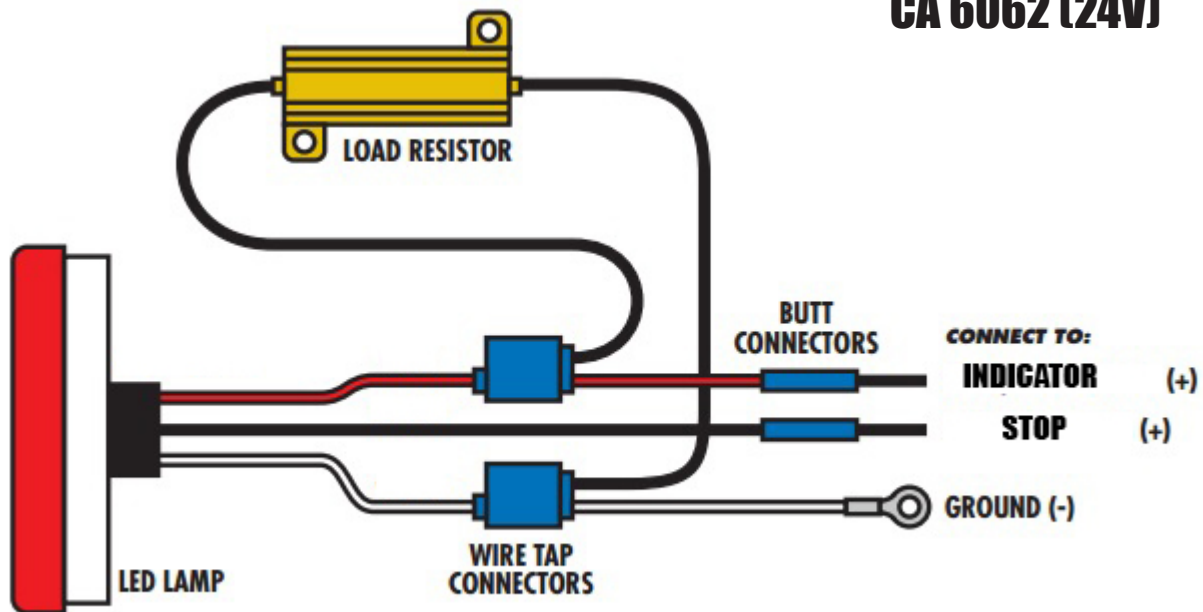 CA 6062 (24V)
LOAD RESISTOR
BUTT
CONNECTORS
CONNECT TO:
INDICATOR (+)
STOP (+)
GROUND (-)
WIRE TAP
CONNECTORS
LED LAMP